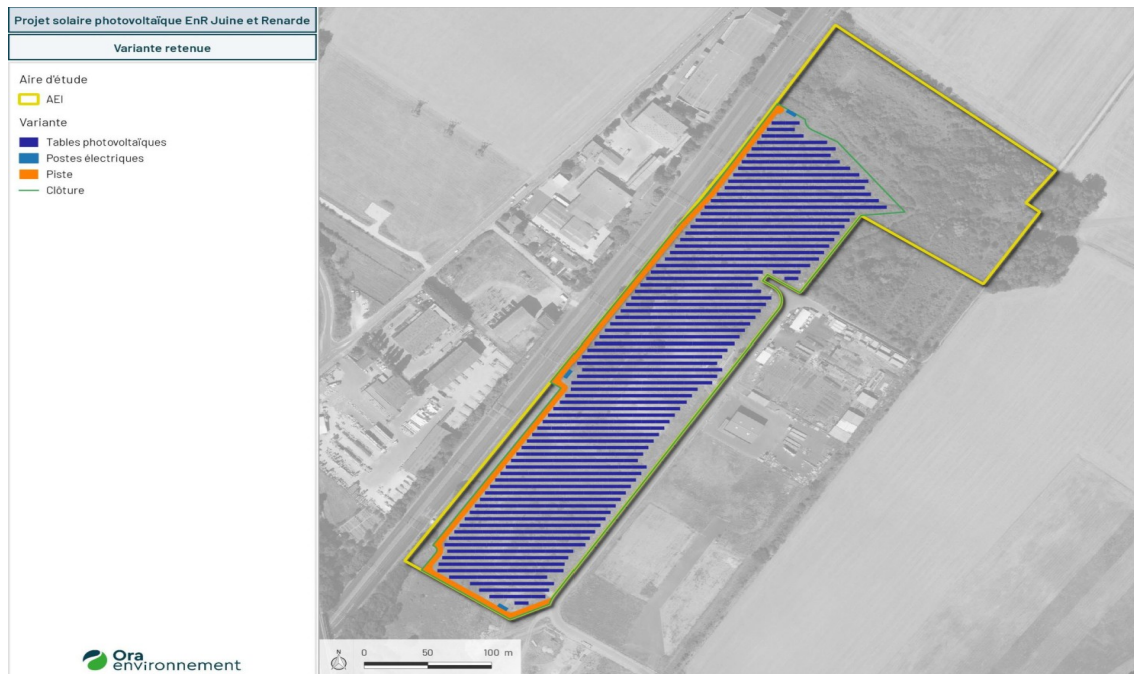 Projet solaire photovoltaïque EnR Juine et Renarde
Variante retenue
Aire d'étude
AEI
Variante
Tables photovoltaïques
Postes électriques
Piste
Clôture
Ora
environnement
N
0 50 100 m